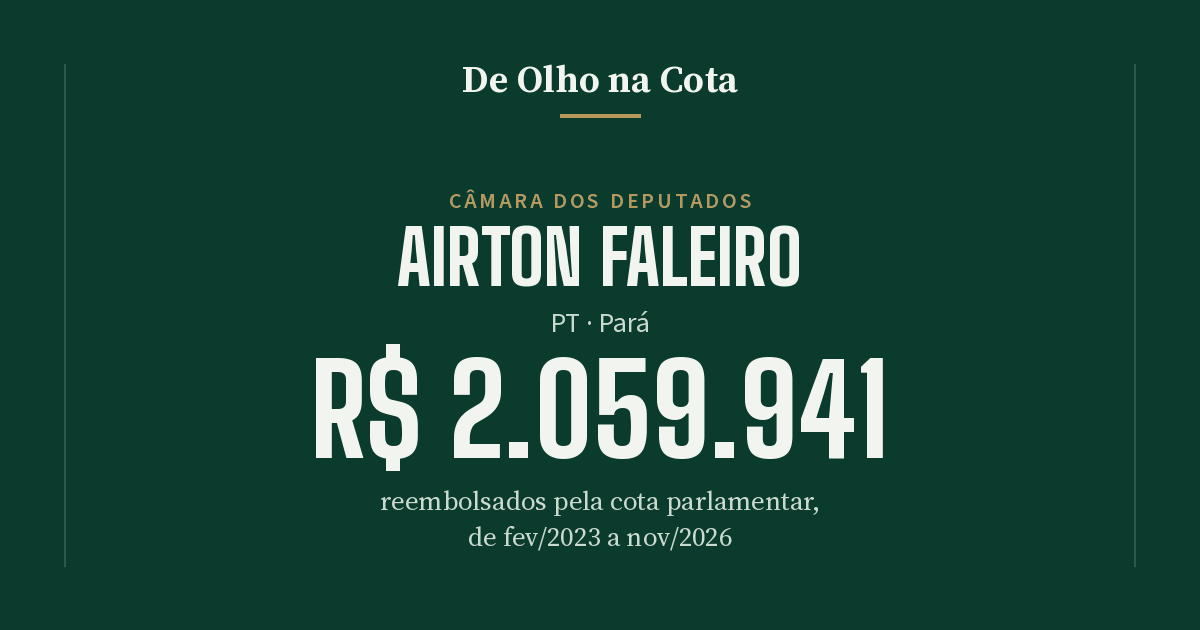 De Olho na Cota
CÂMARA DOS DEPUTADOS
AIRTON FALEIRO
PT · Pará
R$ 2.059.941
reembolsados pela cota parlamentar,
de fev/2023 a nov/2026